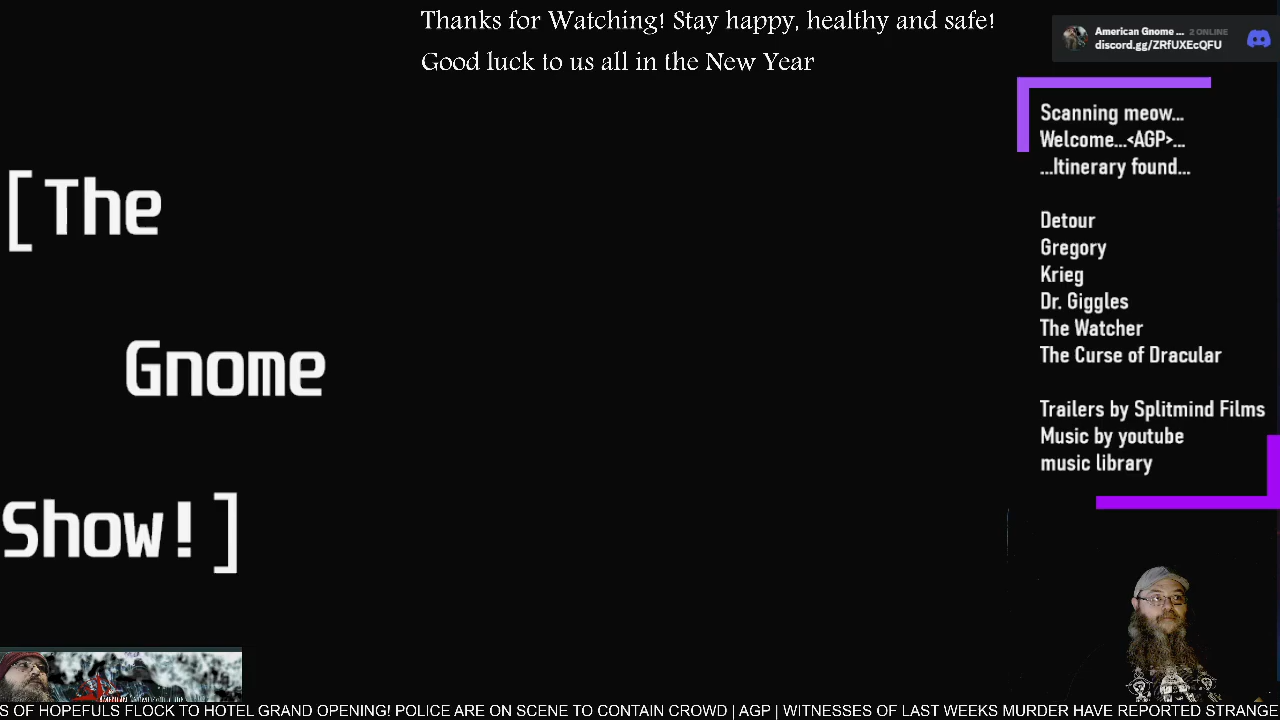 Thanks for Watching! Stay happy, healthy and safe!
Good luck to us all in the New Year
American Gnome ... 2 ONLINE
discord.gg/ZRfUXEcQFU
Scanning meow...
Welcome...<AGP>...
...Itinerary found...
Detour
Gregory
Krieg
Dr. Giggles
The Watcher
The Curse of Dracular
Trailers by Splitmind Films
Music by youtube
music library
[The
Gnome
Show!]
S OF HOPEFULS FLOCK TO HOTEL GRAND OPENING! POLICE ARE ON SCENE TO CONTAIN CROWD | AGP | WITNESSES OF LAST WEEKS MURDER HAVE REPORTED STRANGE